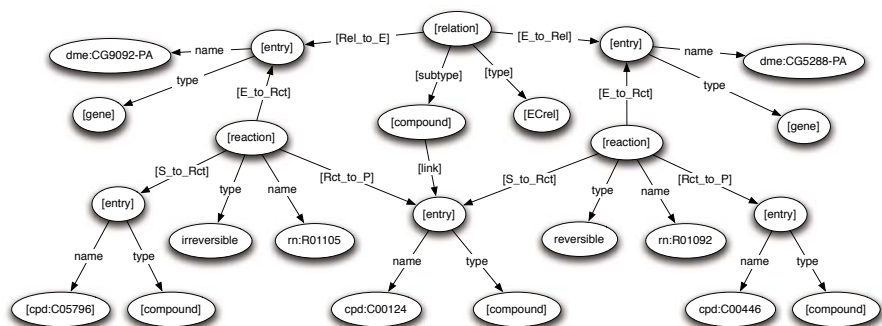 [Rel_to_E] [relation] [E_to_Rel]
dme:CG9092-PA name [entry] [entry] name dme:CG5288-PA
type [subtype] [type] type
[gene] [E_to_Rct] [compound] [ECrel] [E_to_Rct] [gene]
[reaction] [reaction]
[S_to_Rct] type name [Rct_to_P] [link] [S_to_Rct] type name [Rct_to_P]
[entry] irreversible rn:R01105 [entry] reversible rn:R01092 [entry]
name type name type name type
[cpd:C05796] [compound] cpd:C00124 [compound] cpd:C00446 [compound]